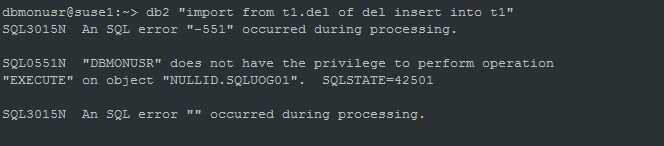 dbmonusr@suse1:~> db2 "import from t1.del of del insert into t1"
SQL3015N  An SQL error "-551" occurred during processing.
SQL0551N  "DBMONUSR" does not have the privilege to perform operation
"EXECUTE" on object "NULLID.SQLUOG01".  SQLSTATE=42501
SQL3015N  An SQL error "" occurred during processing.